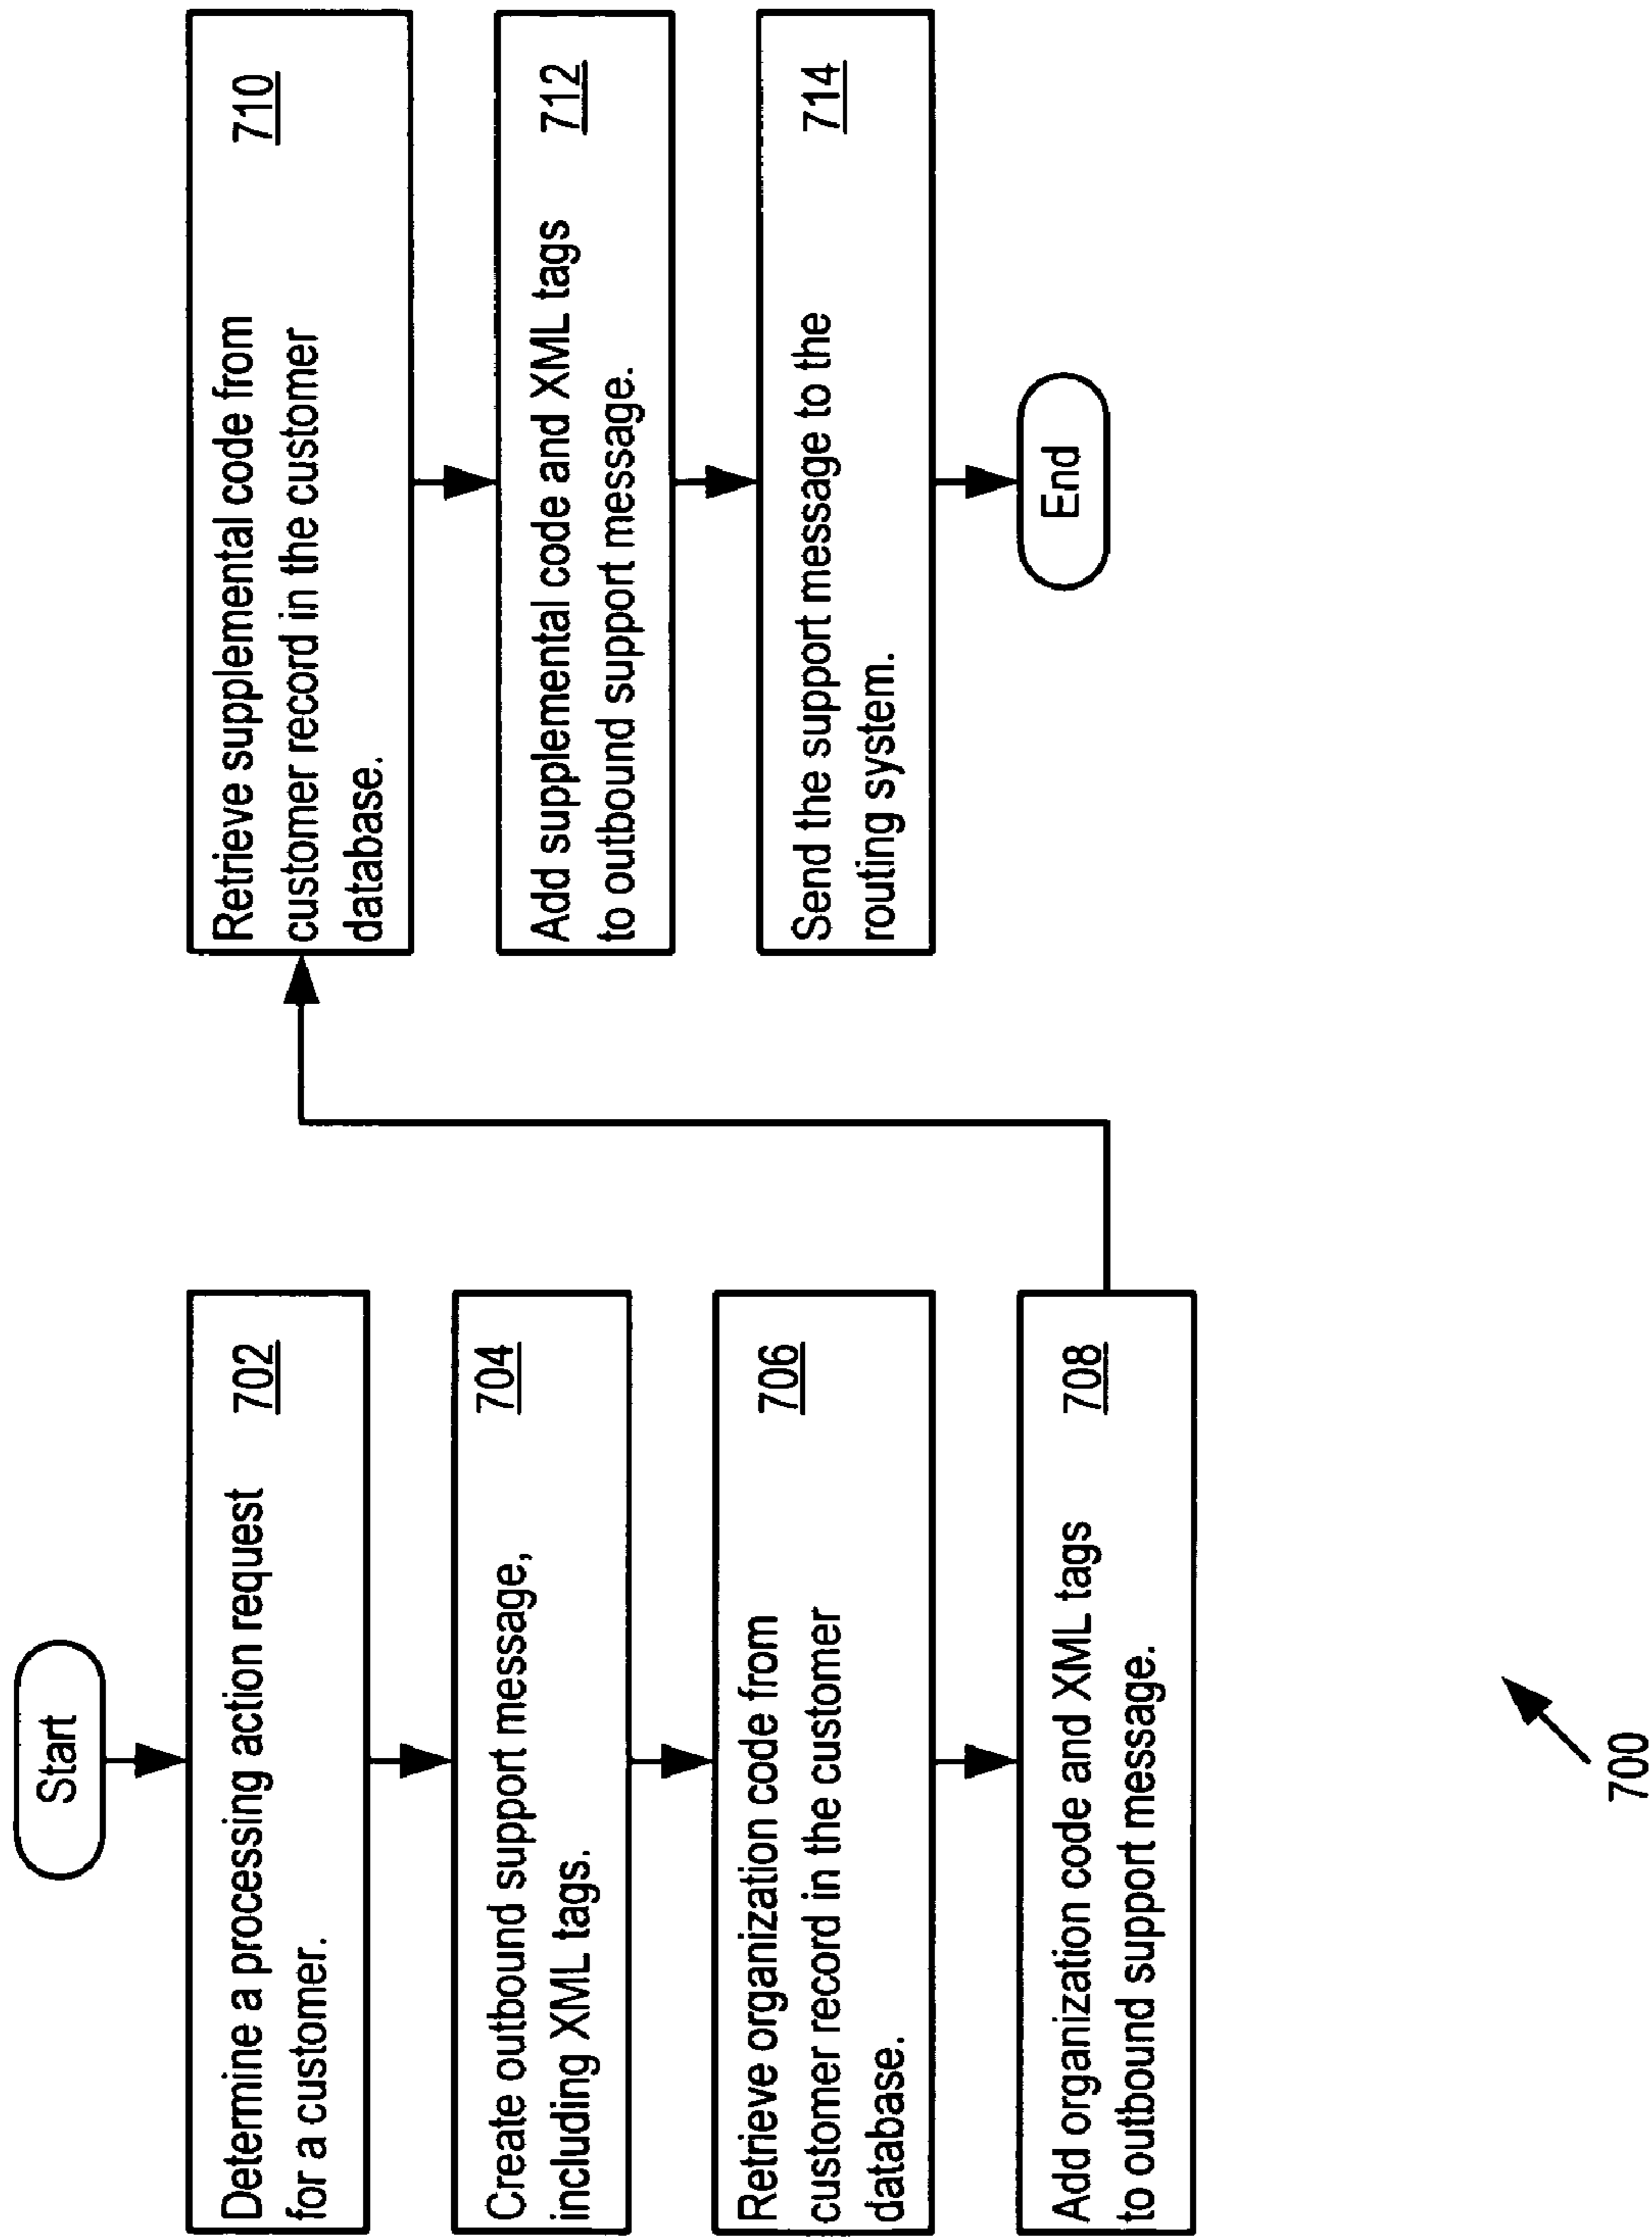 Start
Determine a processing action request 702
for a customer.
Create outbound support message, 704
including XML tags.
Retrieve organization code from 706
customer record in the customer
database.
Add organization code and XML tags 708
to outbound support message.
Retrieve supplemental code from 710
customer record in the customer
database.
Add supplemental code and XML tags 712
to outbound support message.
Send the support message to the 714
routing system.
End
700